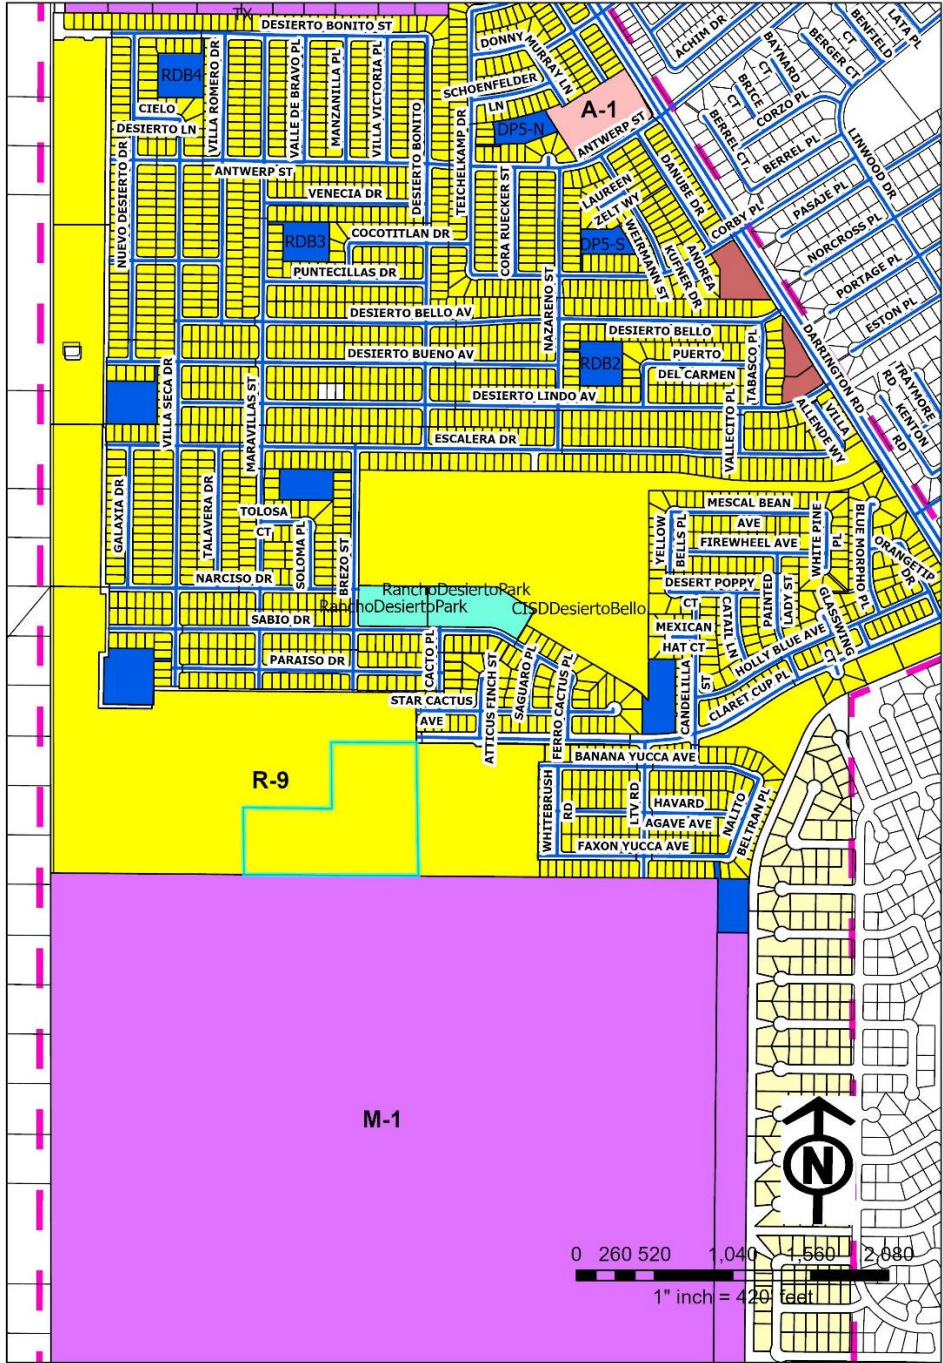 TX
DESIERTO BONITO ST
DONNY
MURRAY LN
ACHIM DR
BAYNARD
CT
BERGER CT
CT
BENFIELD
LATA PL
RDB4
VILLA ROMERO DR
VALLE DE BRAVO PL
MANZANILLA PL
VILLA VICTORIA PL
DESIERTO BONITO
TEICHELKAMP DR
SCHOENFELDER
LN
A-1
BRICE
CT
CORZO PL
CIELO
DESIERTO LN
DP5-N
ANTWERP ST
BERREL CT
BERREL PL
LINWOOD DR
NUEVO DESIERTO DR
ANTWERP ST
VENECIA DR
CORA RUECKER ST
LAUREEN
ZELT WY
DANUBE DR
CORBY PL
PASAJE PL
RDB3
COCOTITLAN DR
DP5-S
WEIRMANN ST
KUFNER DR
ANDREA
NORCROSS PL
PUNTECILLAS DR
NAZARENO ST
PORTAGE PL
DESIERTO BELLO AV
DESIERTO BELLO
ESTON PL
DARRINGTON RD
DESIERTO BUENO AV
RDB2
PUERTO
DEL CARMEN
TABASCO PL
TRAYMORE
RD
KENTON
RD
VILLA SECA DR
MARAVILLAS ST
DESIERTO LINDO AV
VALLECITO PL
VILLA
ALLENDE WY
ESCALERA DR
GALAXIA DR
TALAVERA DR
TOLOSA
CT
SOLOMA PL
BREZO ST
YELLOW
BELLS PL
MESCAL BEAN
AVE
FIREWHEEL AVE
WHITE PINE
PL
BLUE MORPHO PL
ORANGETIP
DR
NARCISO DR
RanchoDesiertoPark
RanchoDesiertoPark
CISDDesiertoBello
DESERT POPPY
CT
CATTAIL LN
PAINTED
LADY ST
GLASSWING
CT
SABIO DR
MEXICAN
HAT CT
HOLLY BLUE AVE
PARAISO DR
CACTO PL
STAR CACTUS
AVE
ATTICUS FINCH ST
SAGUARO PL
FERRO CACTUS PL
CANDELILLA
ST
CLARET CUP PL
R-9
BANANA YUCCA AVE
WHITEBRUSH
RD
LTV RD
HAVARD
AGAVE AVE
NALITO
BELTRAN PL
FAXON YUCCA AVE
M-1
N
0 260 520 1,040 1,560 2,080
1" inch = 420 feet